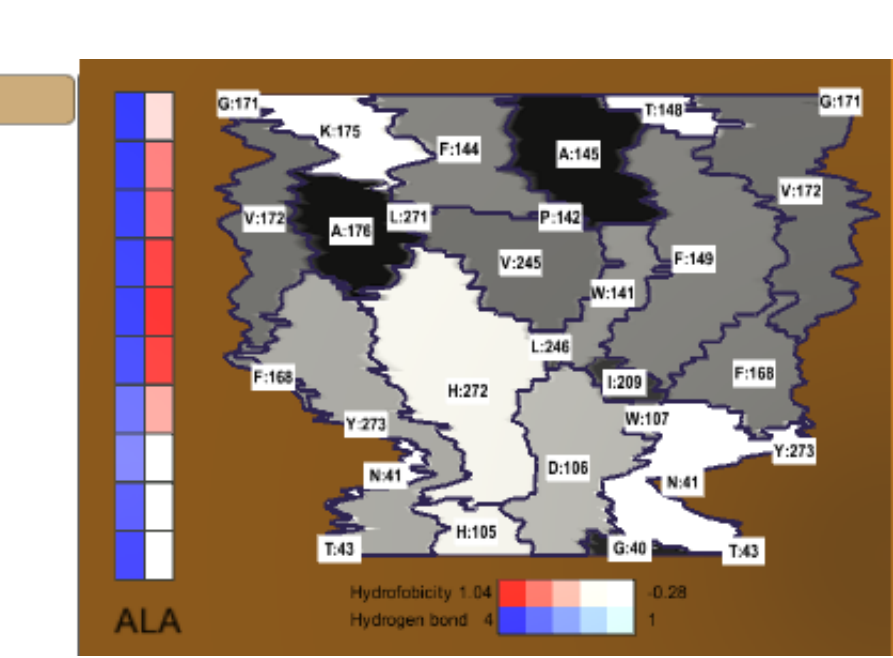 G:171
T:148
G:171
K:175
F:144
A:145
V:172
V:172
L:271
P:142
A:176
V:245
F:149
W:141
L:246
F:168
F:168
I:209
H:272
W:107
Y:273
Y:273
D:106
N:41
N:41
H:105
T:43
G:40
T:43
Hydrofobicity 1.04 -0.28
Hydrogen bond 4 1
ALA